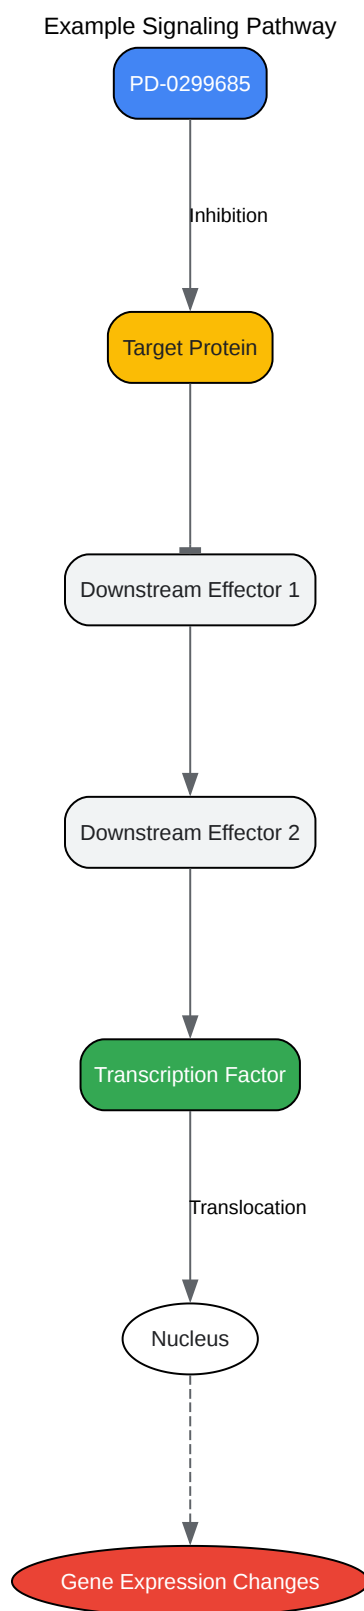 Example Signaling Pathway
PD-0299685
Inhibition
Target Protein
Downstream Effector 1
Downstream Effector 2
Transcription Factor
Translocation
Nucleus
Gene Expression Changes